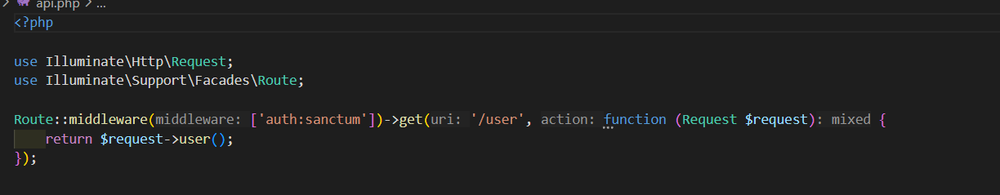 > api.php > ...
<?php
use Illuminate\Http\Request;
use Illuminate\Support\Facades\Route;
Route::middleware(middleware: ['auth:sanctum'])->get(uri: '/user', action: function (Request $request): mixed {
    return $request->user();
});